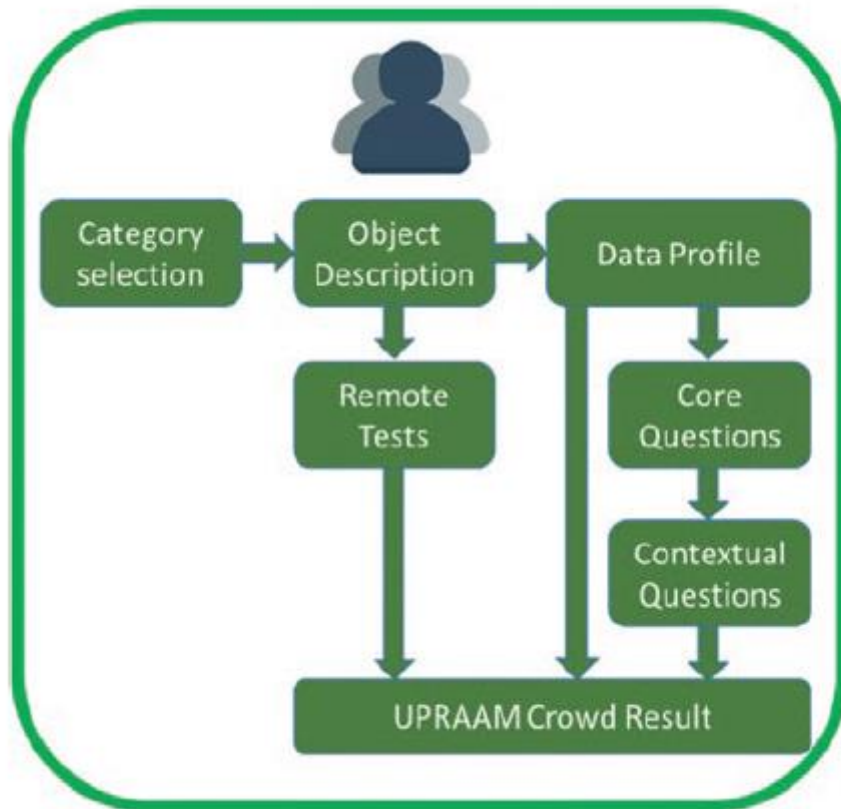 Category
selection
Object
Description
Data Profile
Remote
Tests
Core
Questions
Contextual
Questions
UPRAAM Crowd Result